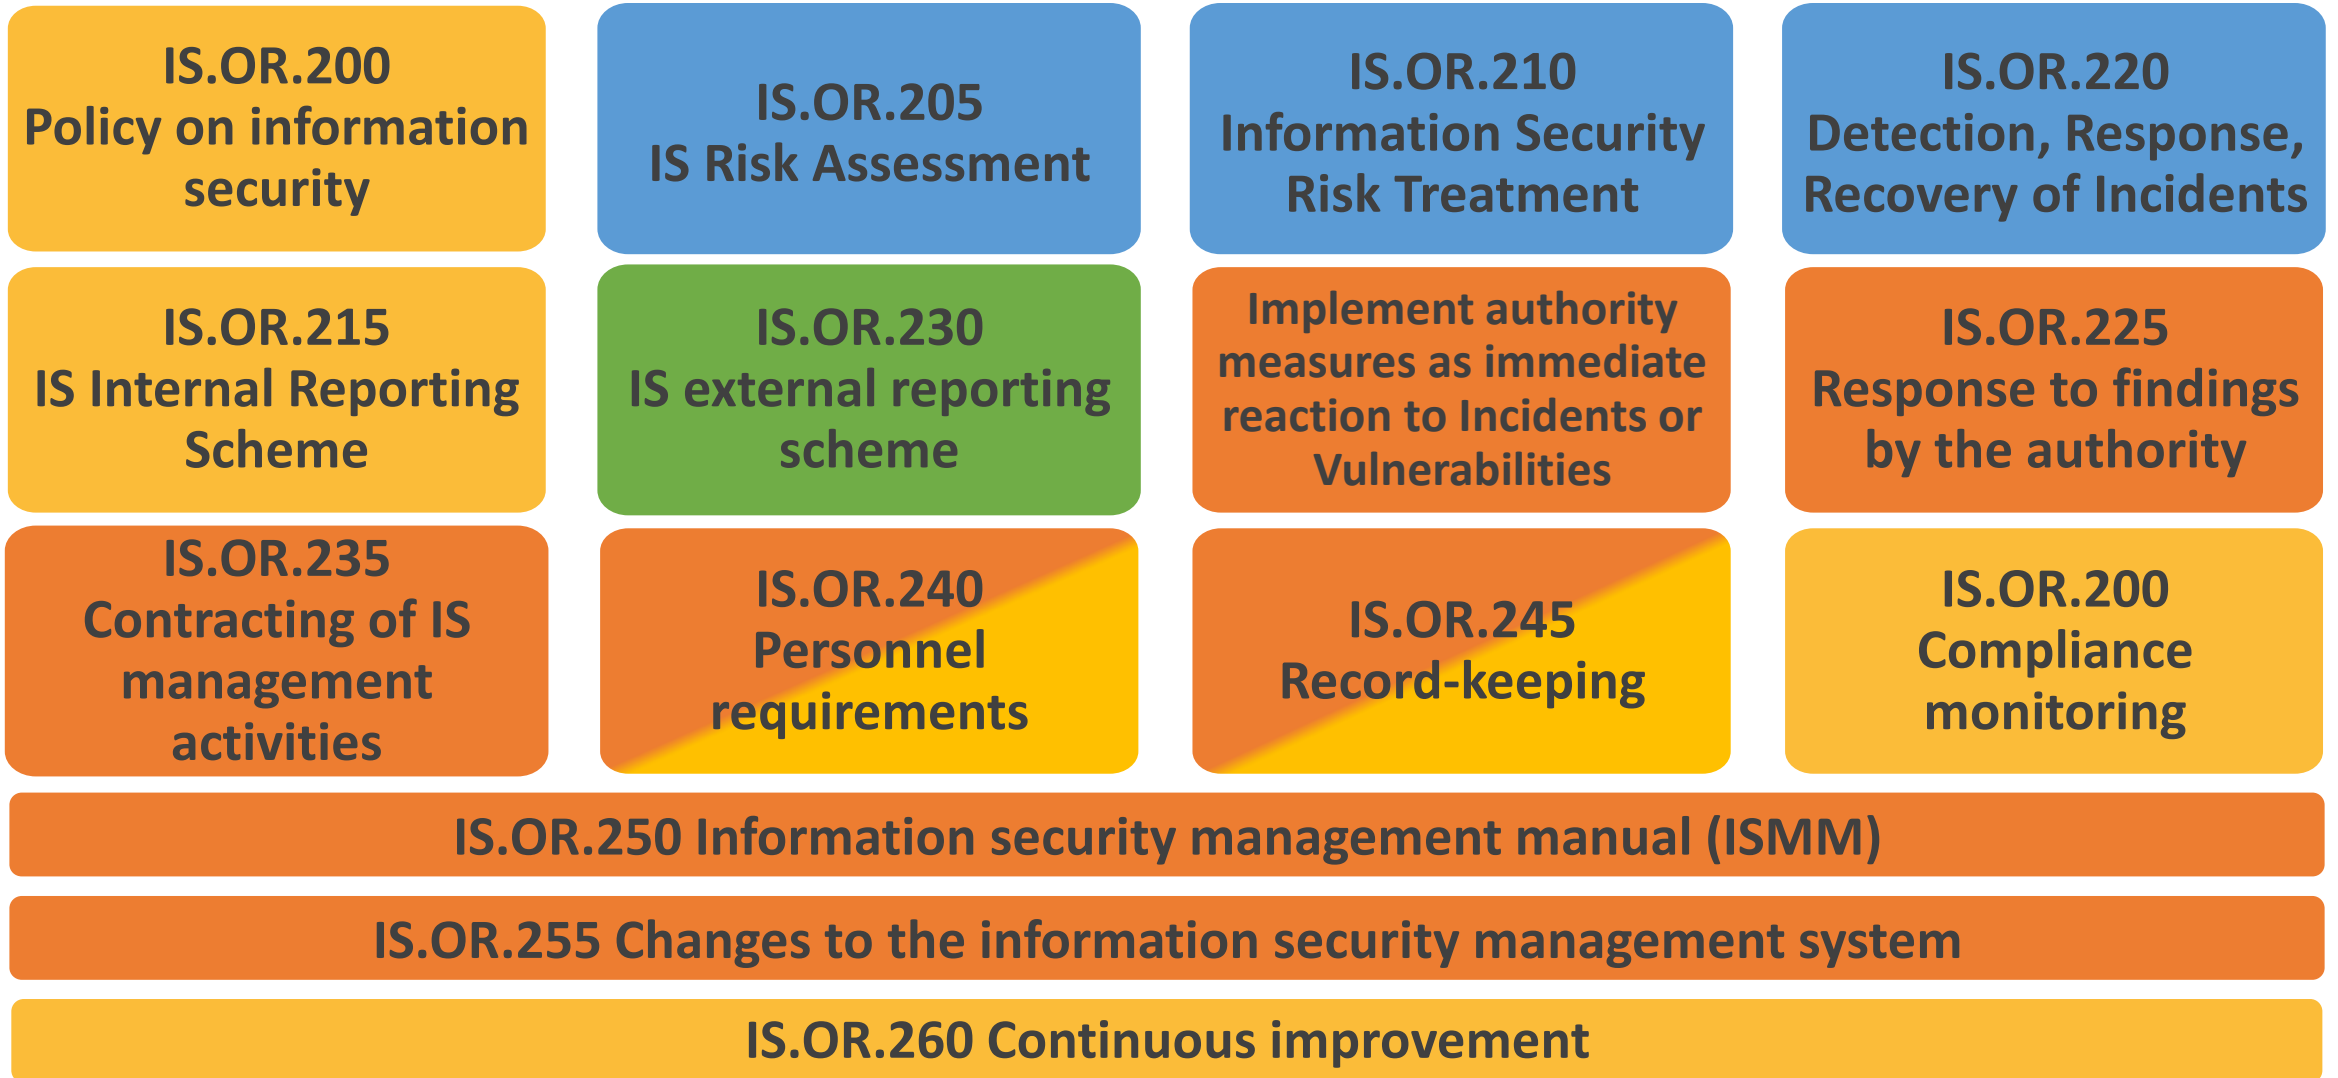 IS.OR.200
Policy on information
security
IS.OR.205
IS Risk Assessment
IS.OR.210
Information Security
Risk Treatment
IS.OR.220
Detection, Response,
Recovery of Incidents
IS.OR.215
IS Internal Reporting
Scheme
IS.OR.230
IS external reporting
scheme
Implement authority
measures as immediate
reaction to Incidents or
Vulnerabilities
IS.OR.225
Response to findings
by the authority
IS.OR.235
Contracting of IS
management
activities
IS.OR.240
Personnel
requirements
IS.OR.245
Record-keeping
IS.OR.200
Compliance
monitoring
IS.OR.250 Information security management manual (ISMM)
IS.OR.255 Changes to the information security management system
IS.OR.260 Continuous improvement